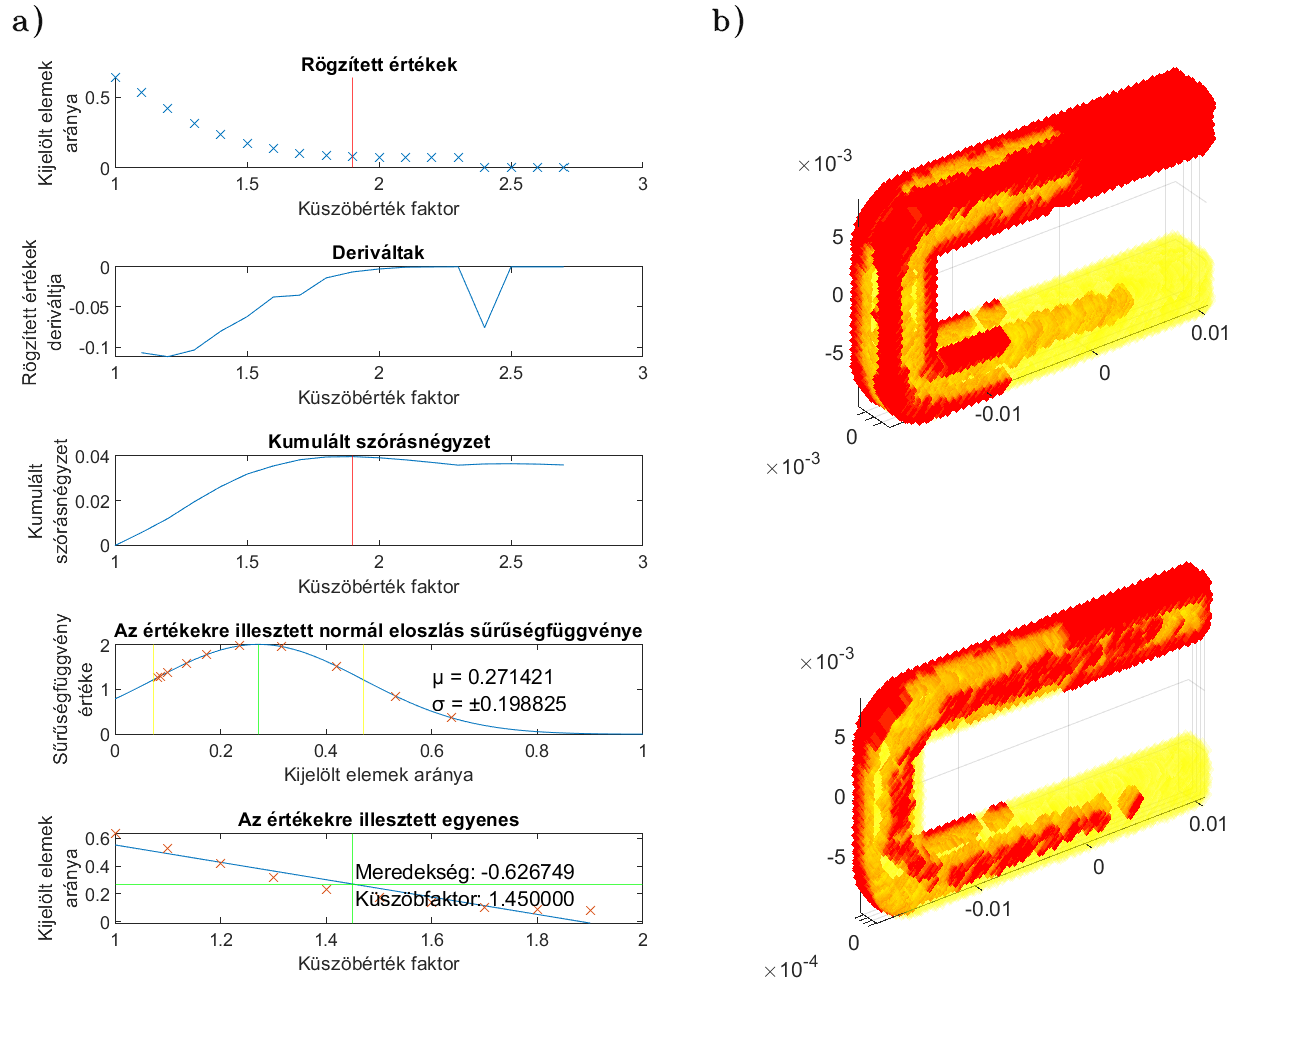 a)
Rögzített értékek
Kijelölt elemek
aránya
0.5
0
1 1.5 2 2.5 3
Küszöbérték faktor
Deriváltak
Rögzített értékek
deriváltja
0
-0.05
-0.1
1 1.5 2 2.5 3
Küszöbérték faktor
Kumulált szórásnégyzet
Kumulált
szórásnégyzet
0.04
0.02
0
1 1.5 2 2.5 3
Küszöbérték faktor
Az értékekre illesztett normál eloszlás sűrűségfüggvénye
Sűrűségfüggvény
értéke
2
1
0
μ = 0.271421
σ = ±0.198825
0 0.2 0.4 0.6 0.8 1
Kijelölt elemek aránya
Az értékekre illesztett egyenes
Kijelölt elemek
aránya
0.6
0.4
0.2
0
Meredekség: -0.626749
Küszöbfaktor: 1.450000
1 1.2 1.4 1.6 1.8 2
Küszöbérték faktor
b)
×10-3
5
0
-5
0.01
0
-0.01
0
×10-3
×10-3
5
0
-5
0.01
0
-0.01
0
×10-4